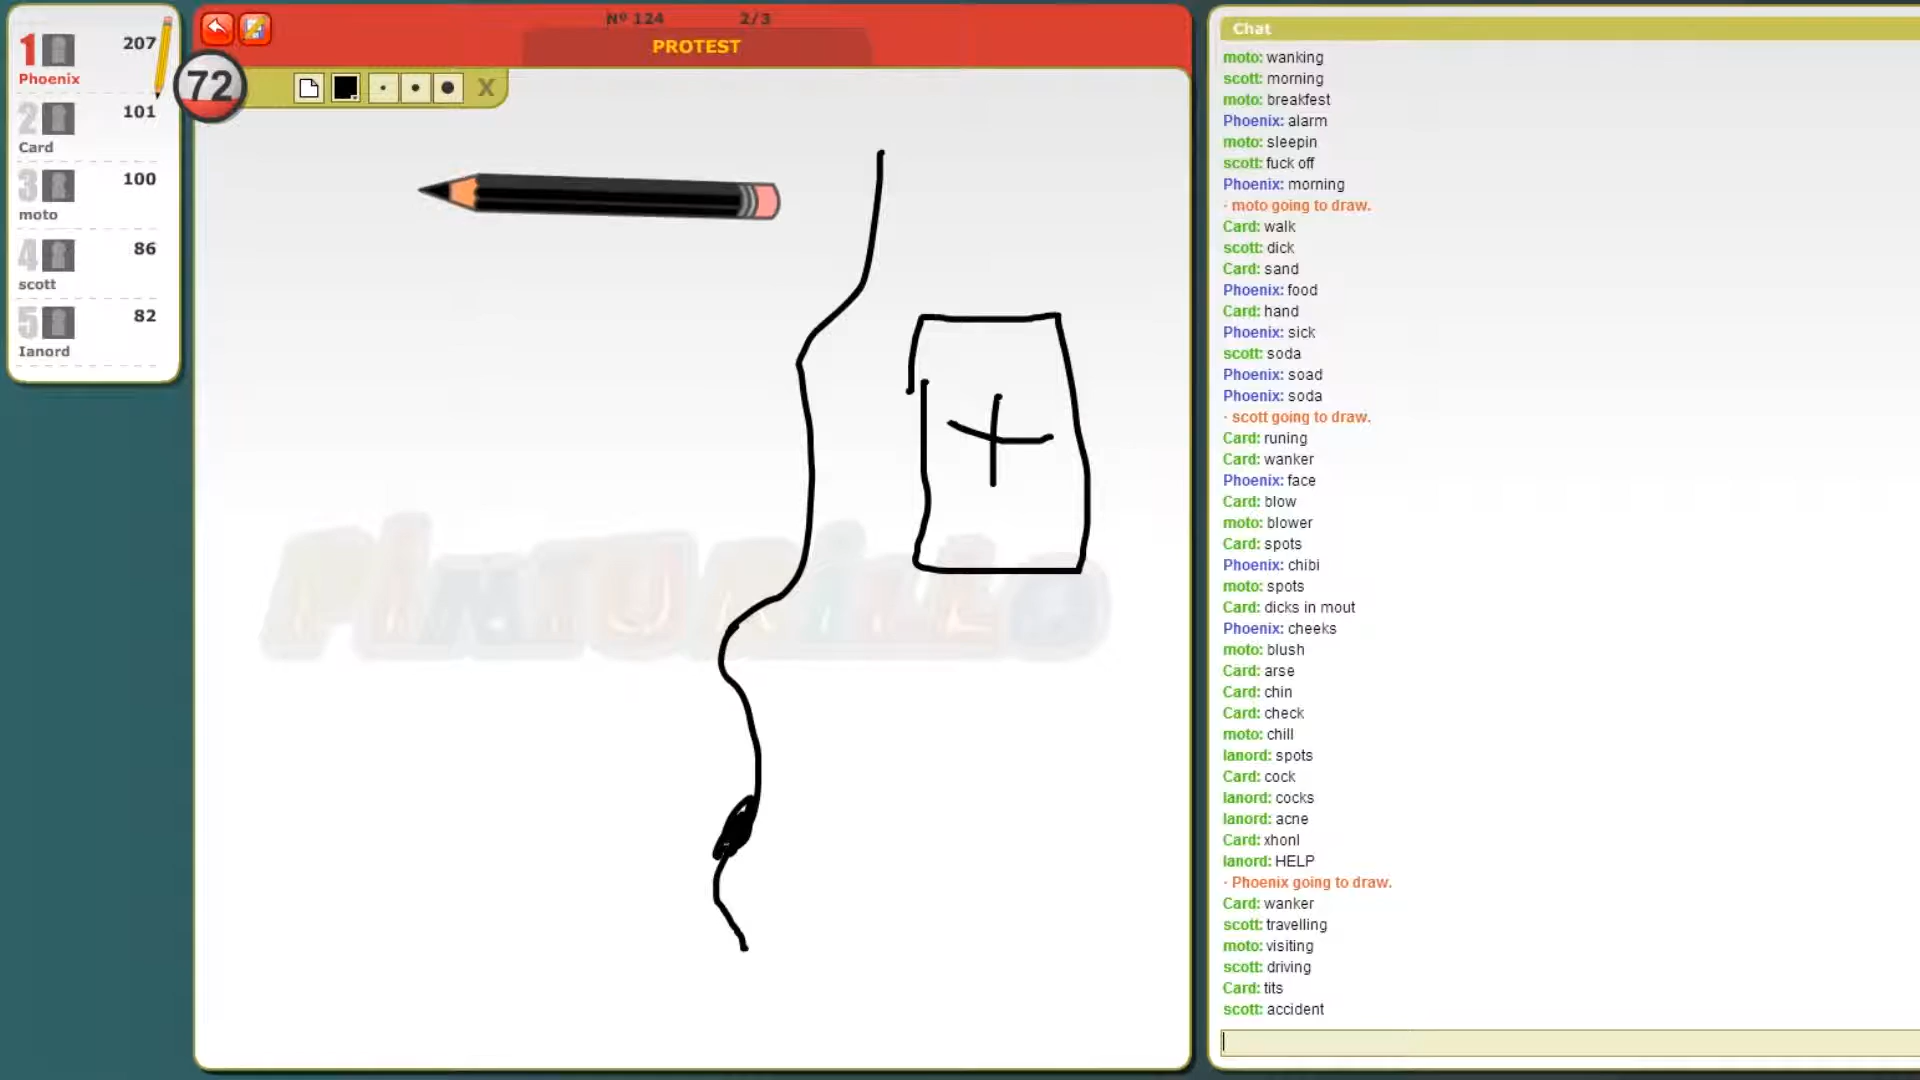 1
207
Phoenix
2
101
Card
3
100
moto
4
86
scott
5
82
Ianord
72
Nº 124
2/3
PROTEST
X
Pinturillo
Chat
moto: wanking
scott: morning
moto: breakfest
Phoenix: alarm
moto: sleepin
scott: fuck off
Phoenix: morning
· moto going to draw.
Card: walk
scott: dick
Card: sand
Phoenix: food
Card: hand
Phoenix: sick
scott: soda
Phoenix: soad
Phoenix: soda
· scott going to draw.
Card: runing
Card: wanker
Phoenix: face
Card: blow
moto: blower
Card: spots
Phoenix: chibi
moto: spots
Card: dicks in mout
Phoenix: cheeks
moto: blush
Card: arse
Card: chin
Card: check
moto: chill
Ianord: spots
Card: cock
Ianord: cocks
Ianord: acne
Card: xhonl
Ianord: HELP
· Phoenix going to draw.
Card: wanker
scott: travelling
moto: visiting
scott: driving
Card: tits
scott: accident